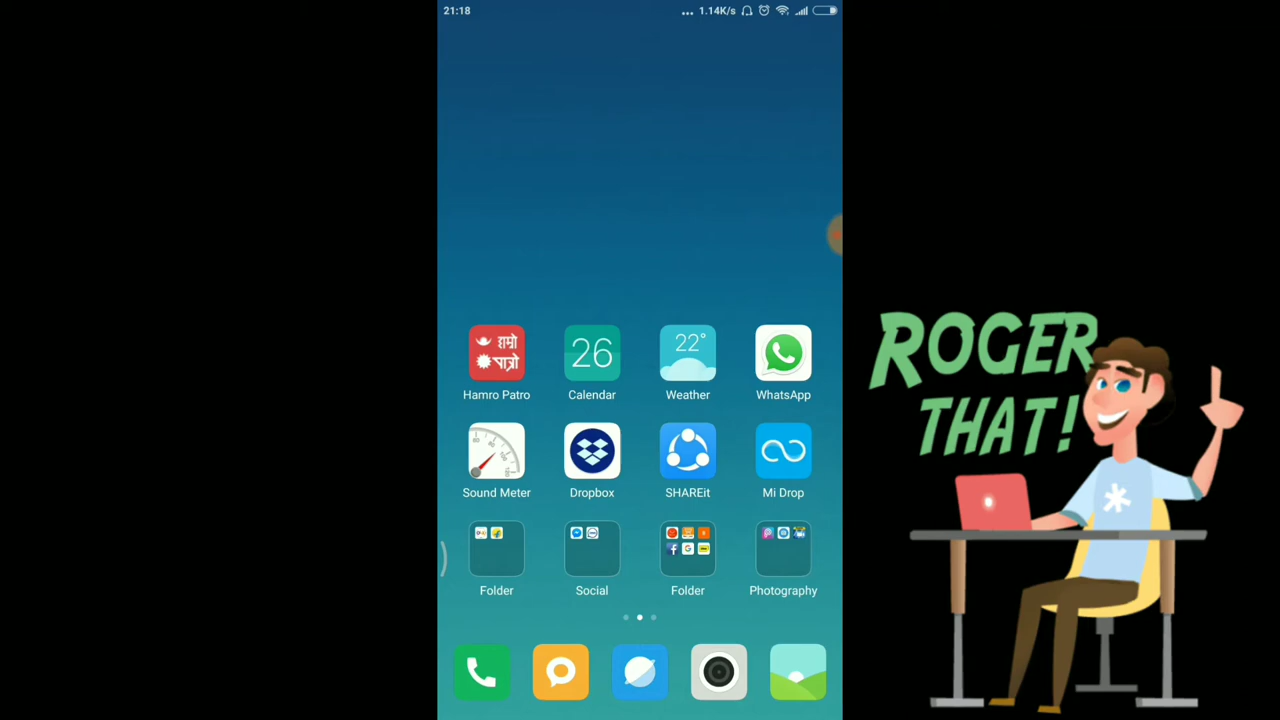 21:18
... 1.14K/s
ROGER
THAT!
हाम्रो
पात्रो
26
22°
Hamro Patro
Calendar
Weather
WhatsApp
Sound Meter
Dropbox
SHAREit
Mi Drop
Folder
Social
Folder
Photography